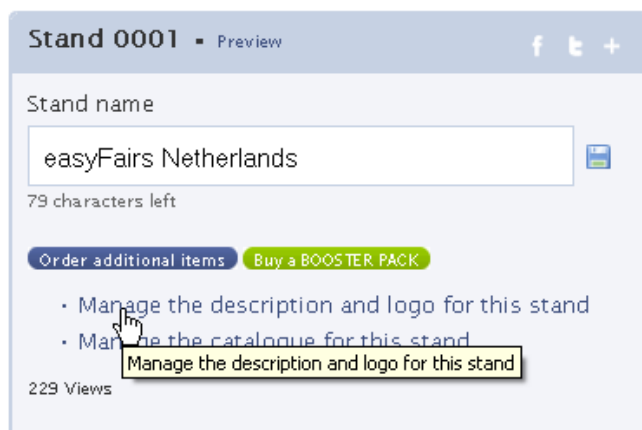 Stand 0001 ▪ Preview
f t +
Stand name
easyFairs Netherlands
79 characters left
Order additional items Buy a BOOSTER PACK
• Manage the description and logo for this stand
• Manage the catalogue for this stand
Manage the description and logo for this stand
229 Views